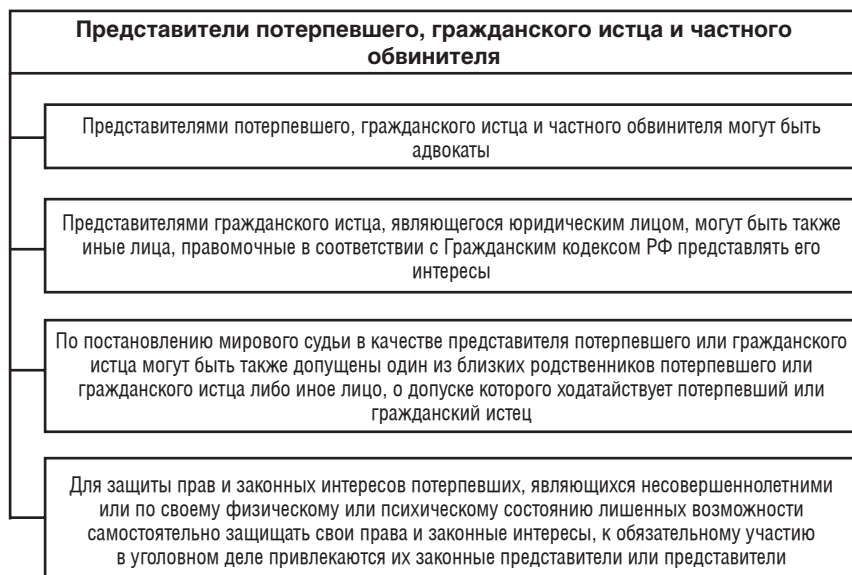 Представители потерпевшего, гражданского истца и частного
обвинителя
Представителями потерпевшего, гражданского истца и частного обвинителя могут быть
адвокаты
Представителями гражданского истца, являющегося юридическим лицом, могут быть также
иные лица, правомочные в соответствии с Гражданским кодексом РФ представлять его
интересы
По постановлению мирового судьи в качестве представителя потерпевшего или гражданского
истца могут быть также допущены один из близких родственников потерпевшего или
гражданского истца либо иное лицо, о допуске которого ходатайствует потерпевший или
гражданский истец
Для защиты прав и законных интересов потерпевших, являющихся несовершеннолетними
или по своему физическому или психическому состоянию лишенных возможности
самостоятельно защищать свои права и законные интересы, к обязательному участию
в уголовном деле привлекаются их законные представители или представители